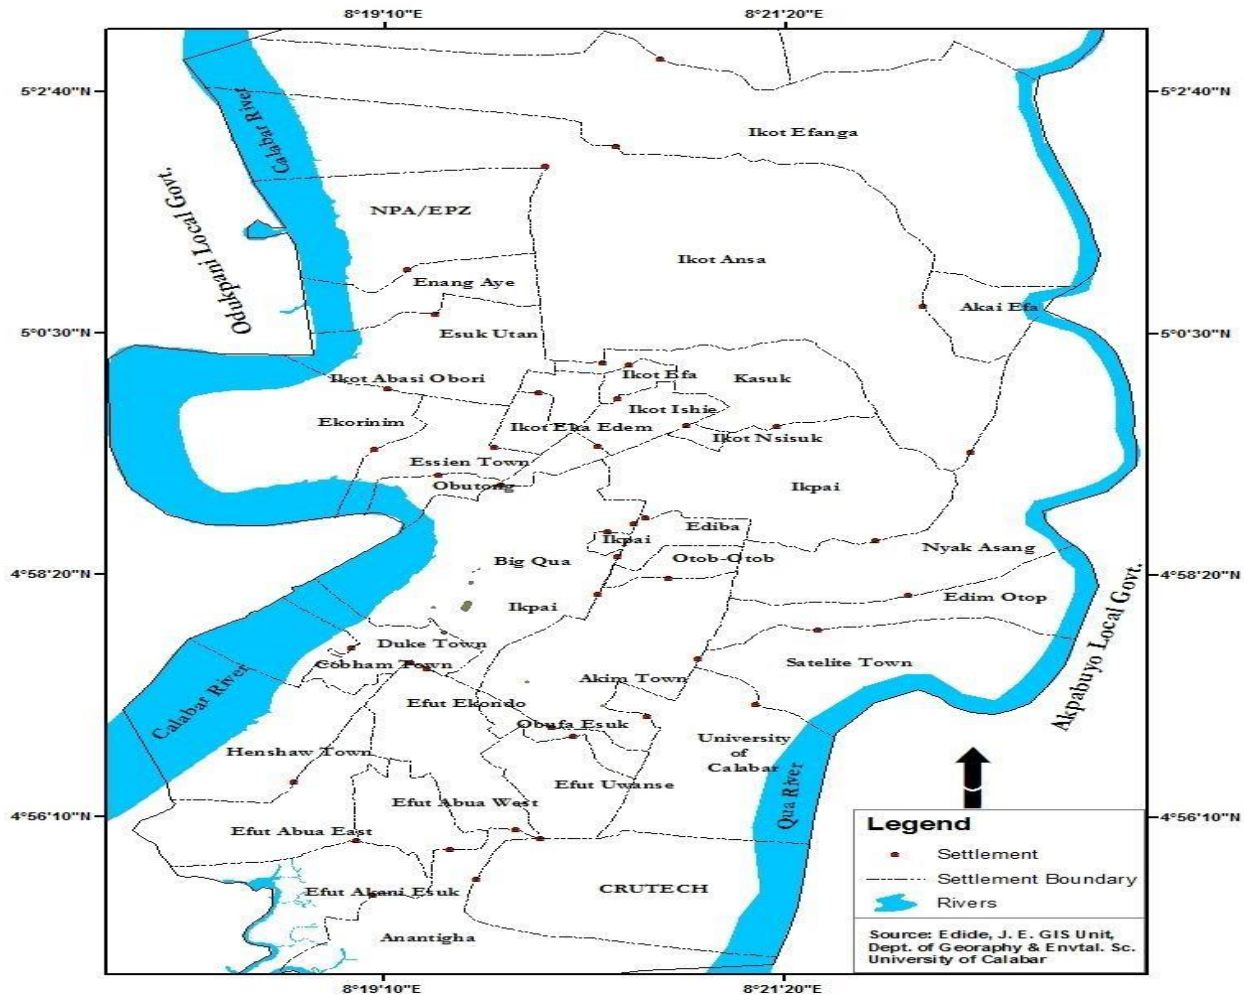 8°19'10"E
8°21'20"E
5°2'40"N
5°2'40"N
Calabar River
Ikot Efanga
Odukpani Local Govt.
NPA/EPZ
Ikot Ansa
Enang Aye
Akai Efa
5°0'30"N
5°0'30"N
Esuk Utan
Ikot Abasi Obori
Ikot Efa
Kasuk
Ikot Ishie
Ekorinim
Ikot Eka Edem
Ikot Nsisuk
Essien Town
Obutong
Ikpai
Ediba
Ikpai
Nyak Asang
Big Qua
Otob-Otob
4°58'20"N
4°58'20"N
Edim Otop
Ikpai
Duke Town
Cobham Town
Satelite Town
Akpabuyo Local Govt.
Akim Town
Calabar River
Efut Ekondo
Obufa Esuk
University
of
Calabar
Henshaw Town
Efut Uwanse
Qua River
Efut Abua West
4°56'10"N
4°56'10"N
Efut Abua East
Efut Akani Esuk
CRUTECH
Anantigha
Legend
Settlement
Settlement Boundary
Rivers
Source: Edide, J. E. GIS Unit,
Dept. of Georaphy & Envtal. Sc.
University of Calabar
8°19'10"E
8°21'20"E